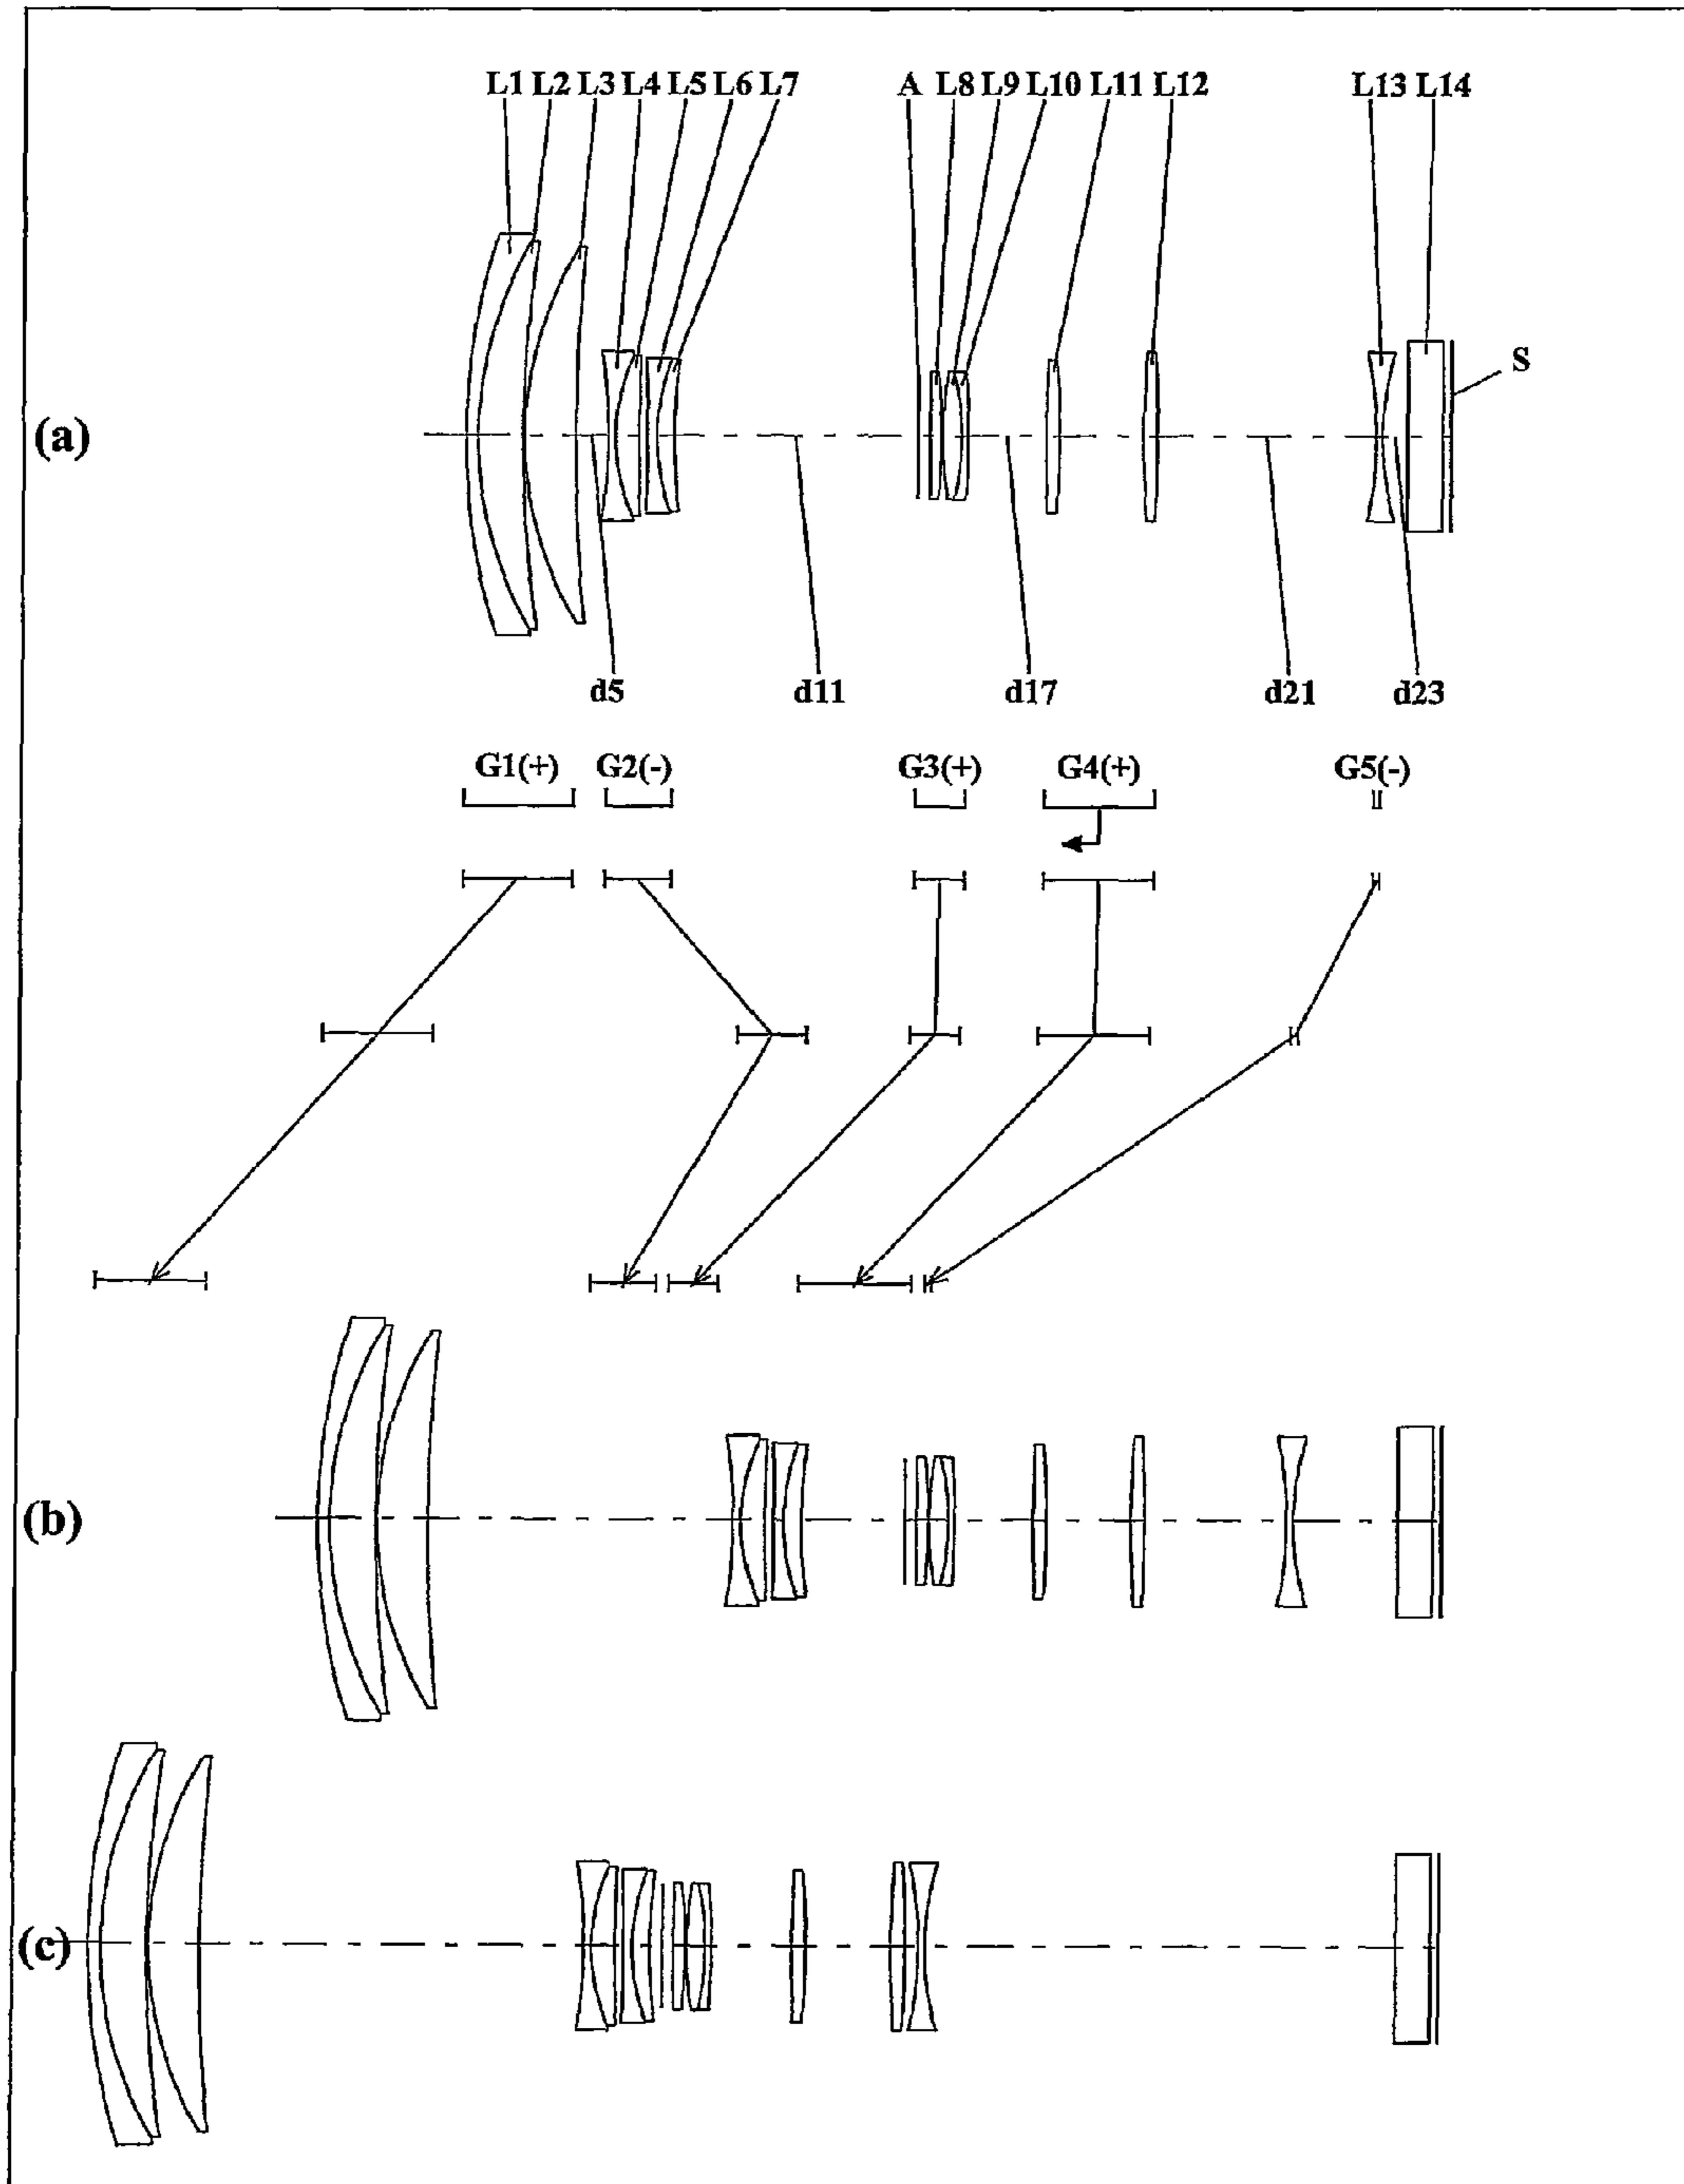 L1 L2 L3 L4 L5 L6 L7 A L8 L9 L10 L11 L12 L13 L14
S
(a)
d5 d11 d17 d21 d23
G1(+) G2(-) G3(+) G4(+) G5(-)
(b)
(c)